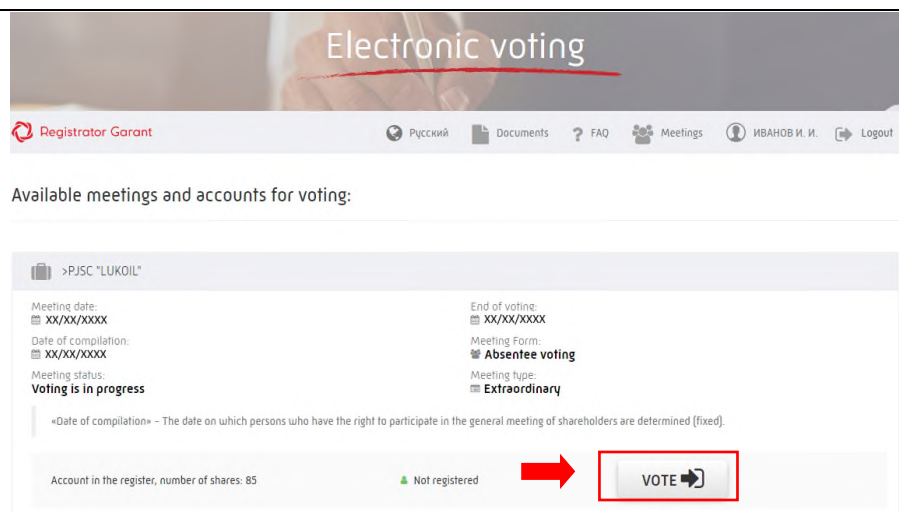 Electronic voting
Registrator Garant
Русский
Documents
? FAQ
Meetings
ИВАНОВ И. И.
Logout
Available meetings and accounts for voting:
>PJSC "LUKOIL"
Meeting date:
XX/XX/XXXX
End of voting:
XX/XX/XXXX
Date of compilation:
XX/XX/XXXX
Meeting Form:
Absentee voting
Meeting status:
Voting is in progress
Meeting type:
Extraordinary
«Date of compilation» – The date on which persons who have the right to participate in the general meeting of shareholders are determined (fixed).
Account in the register, number of shares: 85
Not registered
VOTE